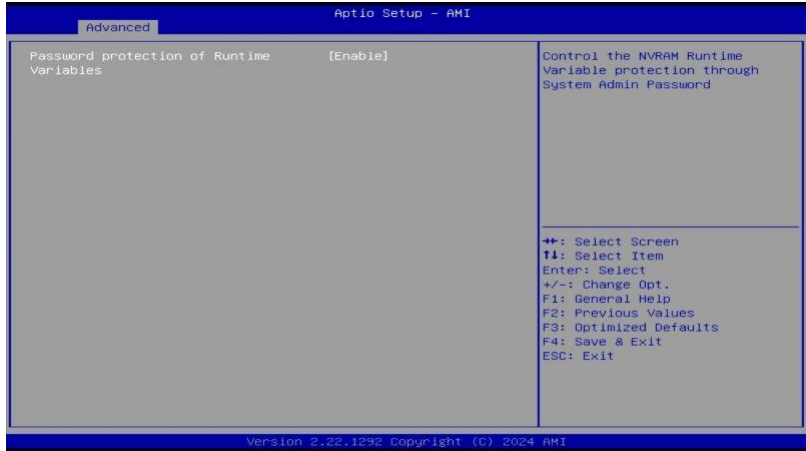 Aptio Setup - AMI
Advanced
Password protection of Runtime [Enable]
Variables
Control the NVRAM Runtime
Variable protection through
System Admin Password
→←: Select Screen
↑↓: Select Item
Enter: Select
+/-: Change Opt.
F1: General Help
F2: Previous Values
F3: Optimized Defaults
F4: Save & Exit
ESC: Exit
Version 2.22.1292 Copyright (C) 2024 AMI